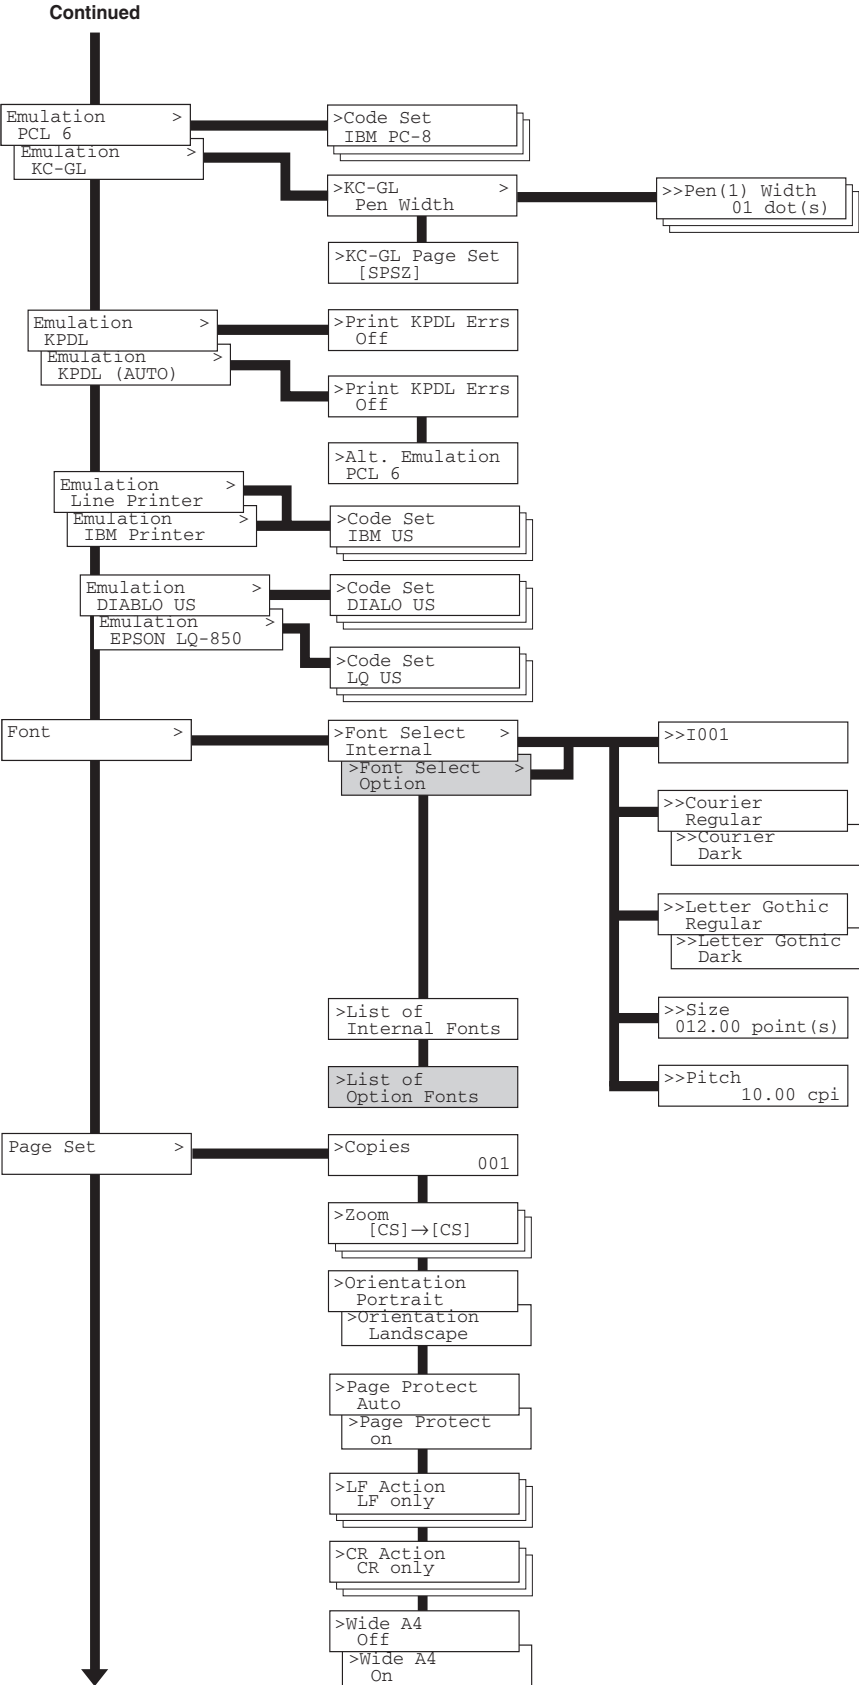 Continued
Emulation >
PCL 6
>Code Set
IBM PC-8
Emulation >
KC-GL
>KC-GL >
Pen Width
>>Pen(1) Width
01 dot(s)
>KC-GL Page Set
[SPSZ]
Emulation >
KPDL
>Print KPDL Errs
Off
Emulation >
KPDL (AUTO)
>Print KPDL Errs
Off
>Alt. Emulation
PCL 6
Emulation >
Line Printer
Emulation >
IBM Printer
>Code Set
IBM US
Emulation >
DIABLO US
>Code Set
DIALO US
Emulation >
EPSON LQ-850
>Code Set
LQ US
Font >
>Font Select >
Internal
>Font Select >
Option
>>I001
>>Courier
Regular
>>Courier
Dark
>>Letter Gothic
Regular
>>Letter Gothic
Dark
>>Size
012.00 point(s)
>>Pitch
10.00 cpi
>List of
Internal Fonts
>List of
Option Fonts
Page Set >
>Copies
001
>Zoom
[CS]→[CS]
>Orientation
Portrait
>Orientation
Landscape
>Page Protect
Auto
>Page Protect
on
>LF Action
LF only
>CR Action
CR only
>Wide A4
Off
>Wide A4
On